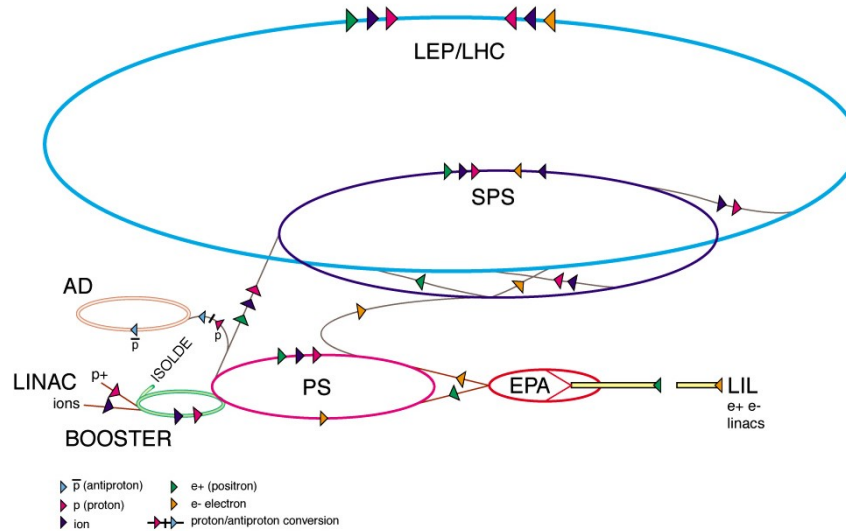 LEP/LHC
SPS
AD
p̅
p
ISOLDE
LINAC
p+
ions
BOOSTER
PS
EPA
LIL
e+ e-
linacs
p̅ (antiproton)
p (proton)
ion
e+ (positron)
e- electron
proton/antiproton conversion